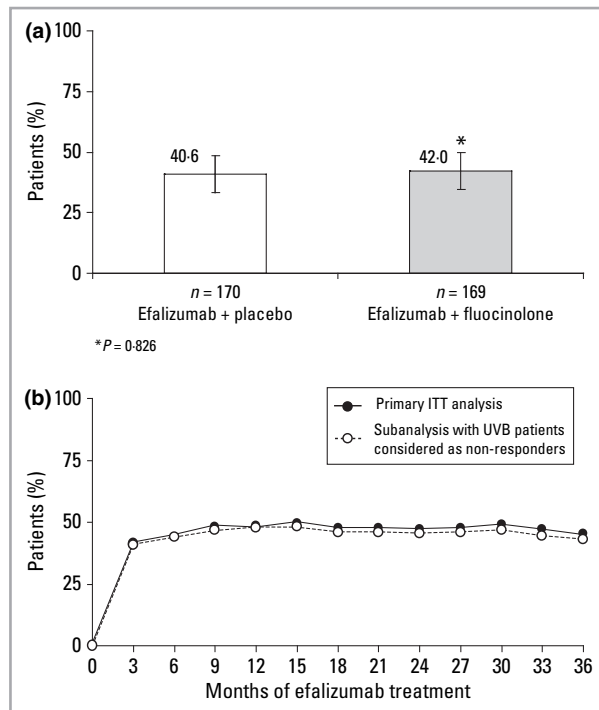 (a)
100
75
50
25
0
Patients (%)
40·6
42·0
*
n = 170
n = 169
Efalizumab + placebo
Efalizumab + fluocinolone
*P = 0·826
(b)
100
75
50
25
0
Patients (%)
Primary ITT analysis
Subanalysis with UVB patients
considered as non-responders
0 3 6 9 12 15 18 21 24 27 30 33 36
Months of efalizumab treatment